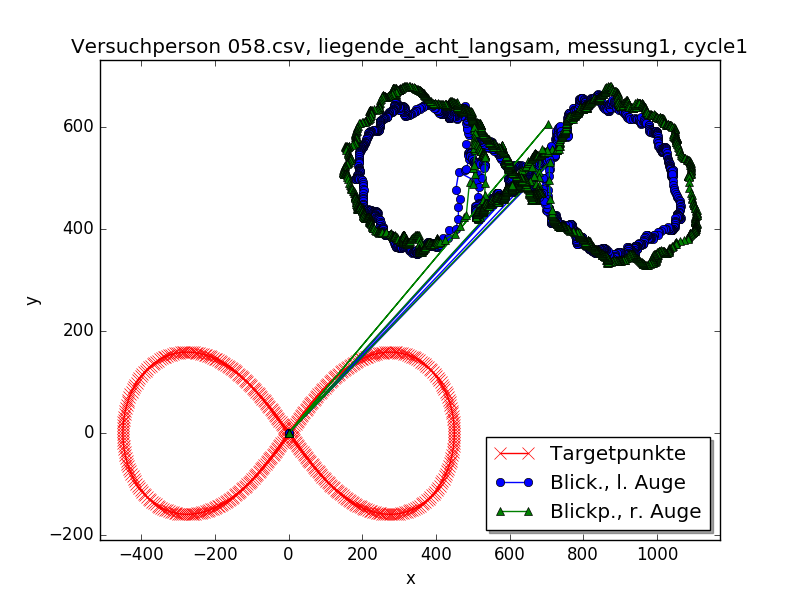 Versuchperson 058.csv, liegende_acht_langsam, messung1, cycle1
y
600
400
200
0
−200
−400
−200
0
200
400
600
800
1000
x
Targetpunkte
Blick., l. Auge
Blickp., r. Auge